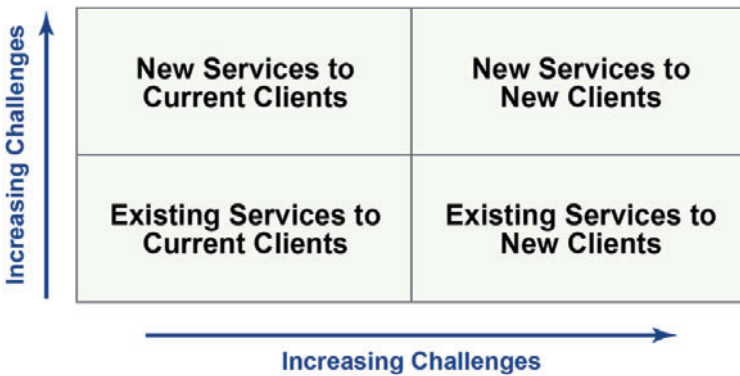 Increasing Challenges
New Services to
Current Clients
New Services to
New Clients
Existing Services to
Current Clients
Existing Services to
New Clients
Increasing Challenges